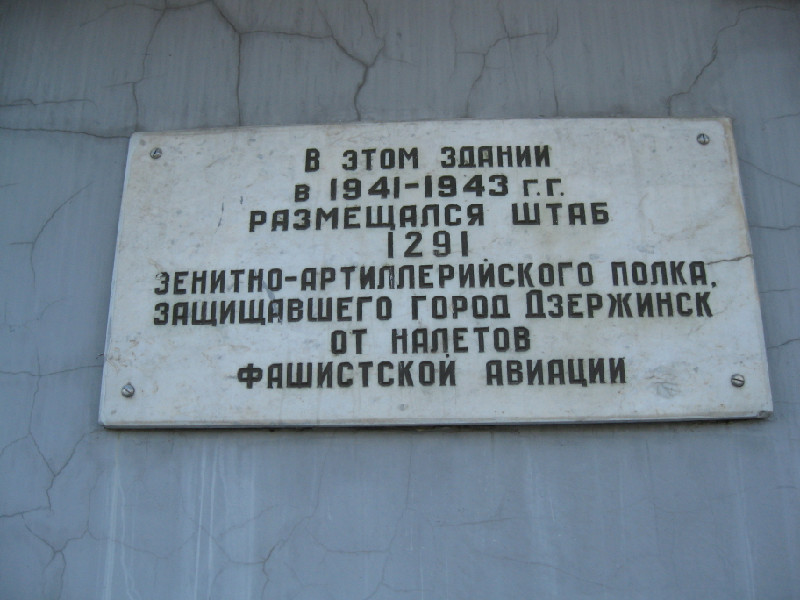 В ЭТОМ ЗДАНИИ
В 1941-1943 Г.Г.
РАЗМЕЩАЛСЯ ШТАБ
1291
ЗЕНИТНО-АРТИЛЛЕРИЙСКОГО ПОЛКА,
ЗАЩИЩАВШЕГО ГОРОД ДЗЕРЖИНСК
ОТ НАЛЕТОВ
ФАШИСТСКОЙ АВИАЦИИ